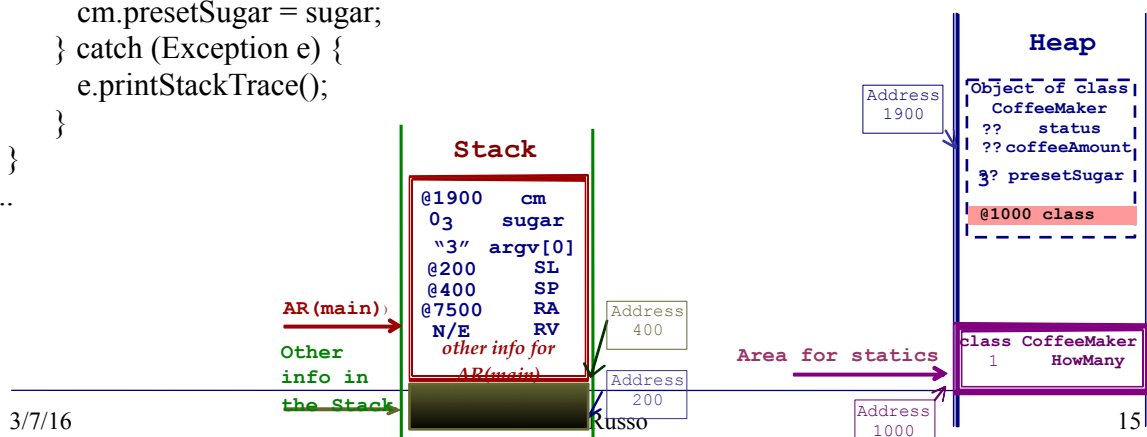 cm.presetSugar = sugar;
} catch (Exception e) {
e.printStackTrace();
}
}
..
Stack
@1900 cm
03 sugar
“3” argv[0]
@200 SL
@400 SP
@7500 RA
N/E RV
other info for
AR(main)
AR(main))
Other
info in
the Stack
Address
400
Address
200
Heap
Address
1900
Object of class
CoffeeMaker
?? status
?? coffeeAmount
3? presetSugar
@1000 class
Area for statics
class CoffeeMaker
1 HowMany
Address
1000
3/7/16
Russo
15